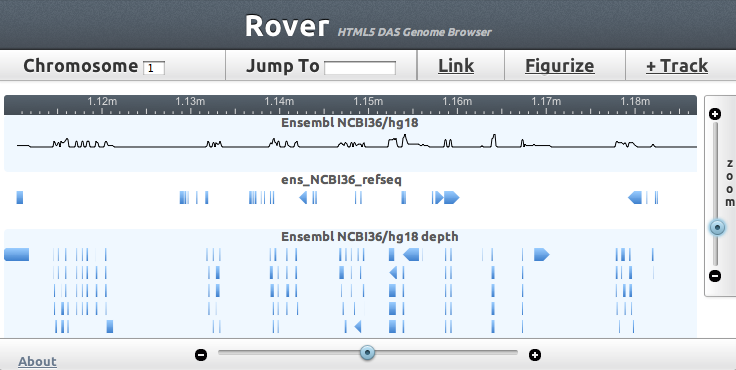 Rover HTML5 DAS Genome Browser
Chromosome 1 Jump To Link Figurize + Track
1.12m 1.13m 1.14m 1.15m 1.16m 1.17m 1.18m
Ensembl NCBI36/hg18
ens_NCBI36_refseq
Ensembl NCBI36/hg18 depth
zoom
About